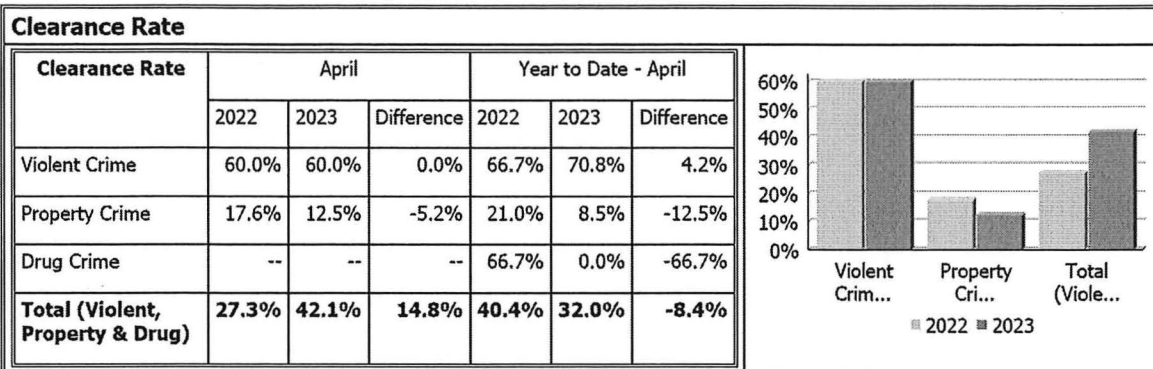 Clearance Rate
Clearance Rate April Year to Date - April
2022 2023 Difference 2022 2023 Difference
Violent Crime 60.0% 60.0% 0.0% 66.7% 70.8% 4.2%
Property Crime 17.6% 12.5% -5.2% 21.0% 8.5% -12.5%
Drug Crime -- -- -- 66.7% 0.0% -66.7%
Total (Violent, 27.3% 42.1% 14.8% 40.4% 32.0% -8.4%
Property & Drug)
60%
50%
40%
30%
20%
10%
0%
Violent Property Total
Crim... Cri... (Viole...
2022 2023